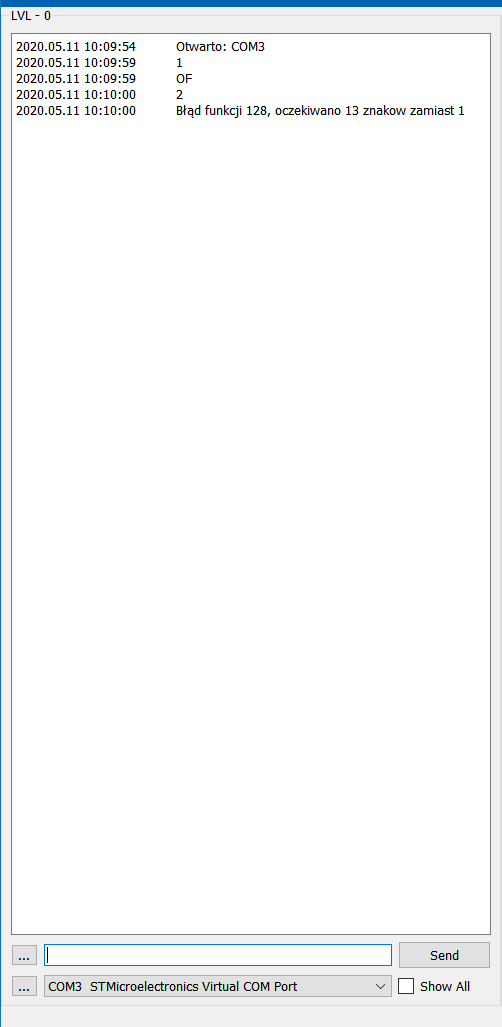 LVL - 0
2020.05.11 10:09:54 Otwarto: COM3
2020.05.11 10:09:59 1
2020.05.11 10:09:59 OF
2020.05.11 10:10:00 2
2020.05.11 10:10:00 Błąd funkcji 128, oczekiwano 13 znakow zamiast 1
... Send
... COM3 STMicroelectronics Virtual COM Port Show All